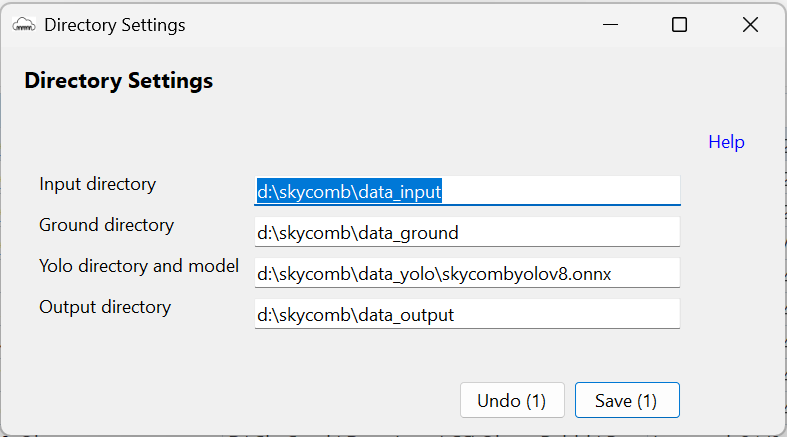 Directory Settings
Directory Settings
Help
Input directory
d:\skycomb\data_input
Ground directory
d:\skycomb\data_ground
Yolo directory and model
d:\skycomb\data_yolo\skycombyolov8.onnx
Output directory
d:\skycomb\data_output
Undo (1)
Save (1)